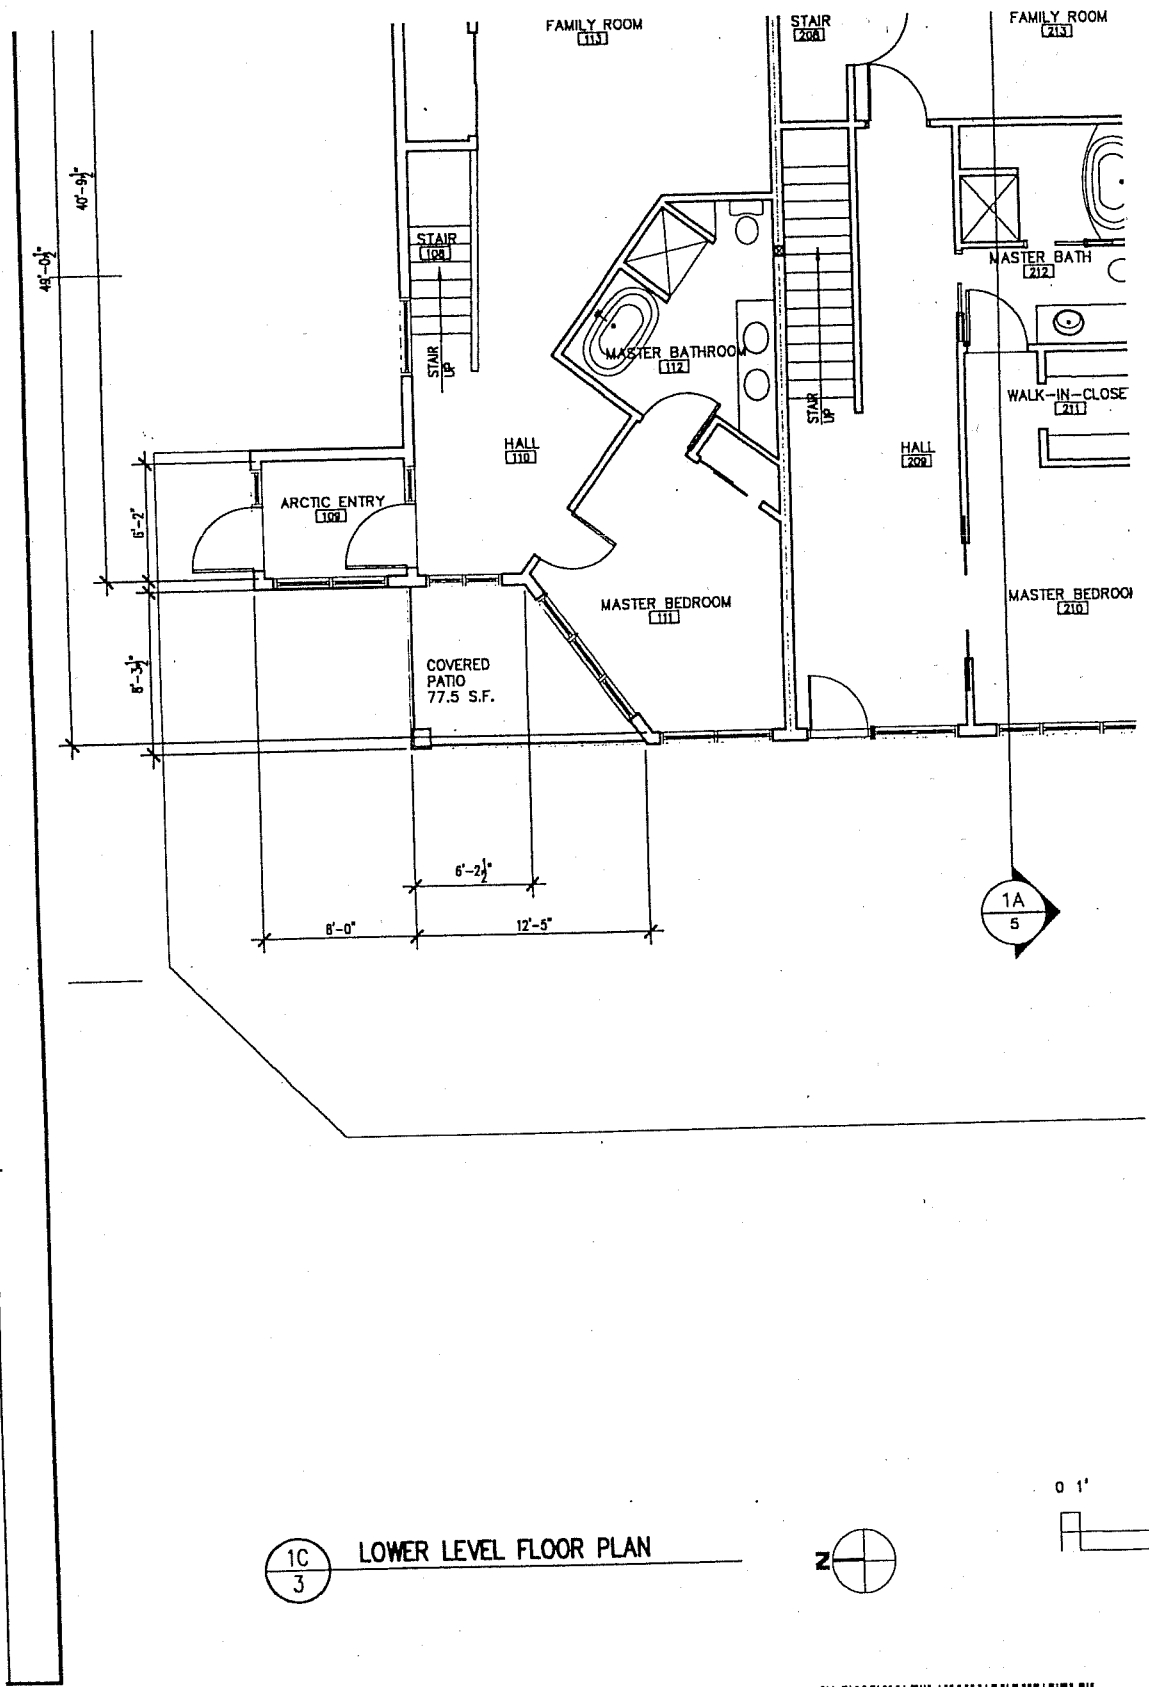 FAMILY ROOM
113
STAIR
208
FAMILY ROOM
213
40'-9½"
49'-0½"
STAIR
108
STAIR
UP
MASTER BATHROOM
112
STAIR
UP
MASTER BATH
212
WALK-IN-CLOSE
211
HALL
110
HALL
209
ARCTIC ENTRY
109
6'-2"
MASTER BEDROOM
111
MASTER BEDROOM
210
8'-3½"
COVERED
PATIO
77.5 S.F.
6'-2½"
8'-0"
12'-5"
1A
5
0 1'
1C
3
LOWER LEVEL FLOOR PLAN
N